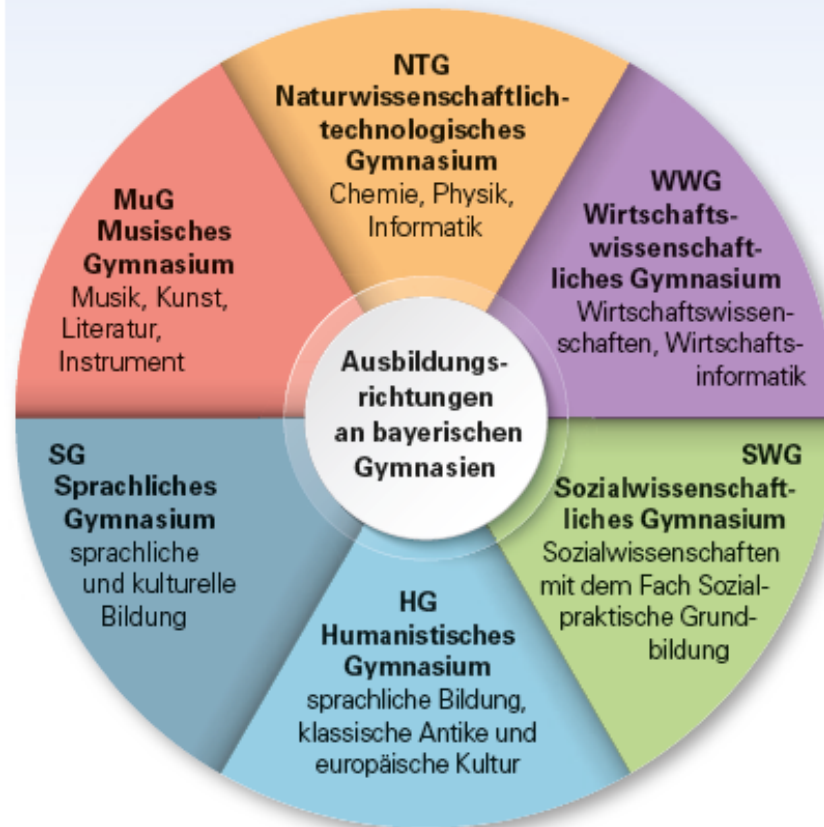 NTG
Naturwissenschaftlich-
technologisches
Gymnasium
Chemie, Physik,
Informatik
WWG
Wirtschafts-
wissenschaft-
liches Gymnasium
Wirtschaftswissen-
schaften, Wirtschafts-
informatik
SWG
Sozialwissenschaft-
liches Gymnasium
Sozialwissenschaften
mit dem Fach Sozial-
praktische Grund-
bildung
HG
Humanistisches
Gymnasium
sprachliche Bildung,
klassische Antike und
europäische Kultur
SG
Sprachliches
Gymnasium
sprachliche
und kulturelle
Bildung
MuG
Musisches
Gymnasium
Musik, Kunst,
Literatur,
Instrument
Ausbildungs-
richtungen
an bayerischen
Gymnasien